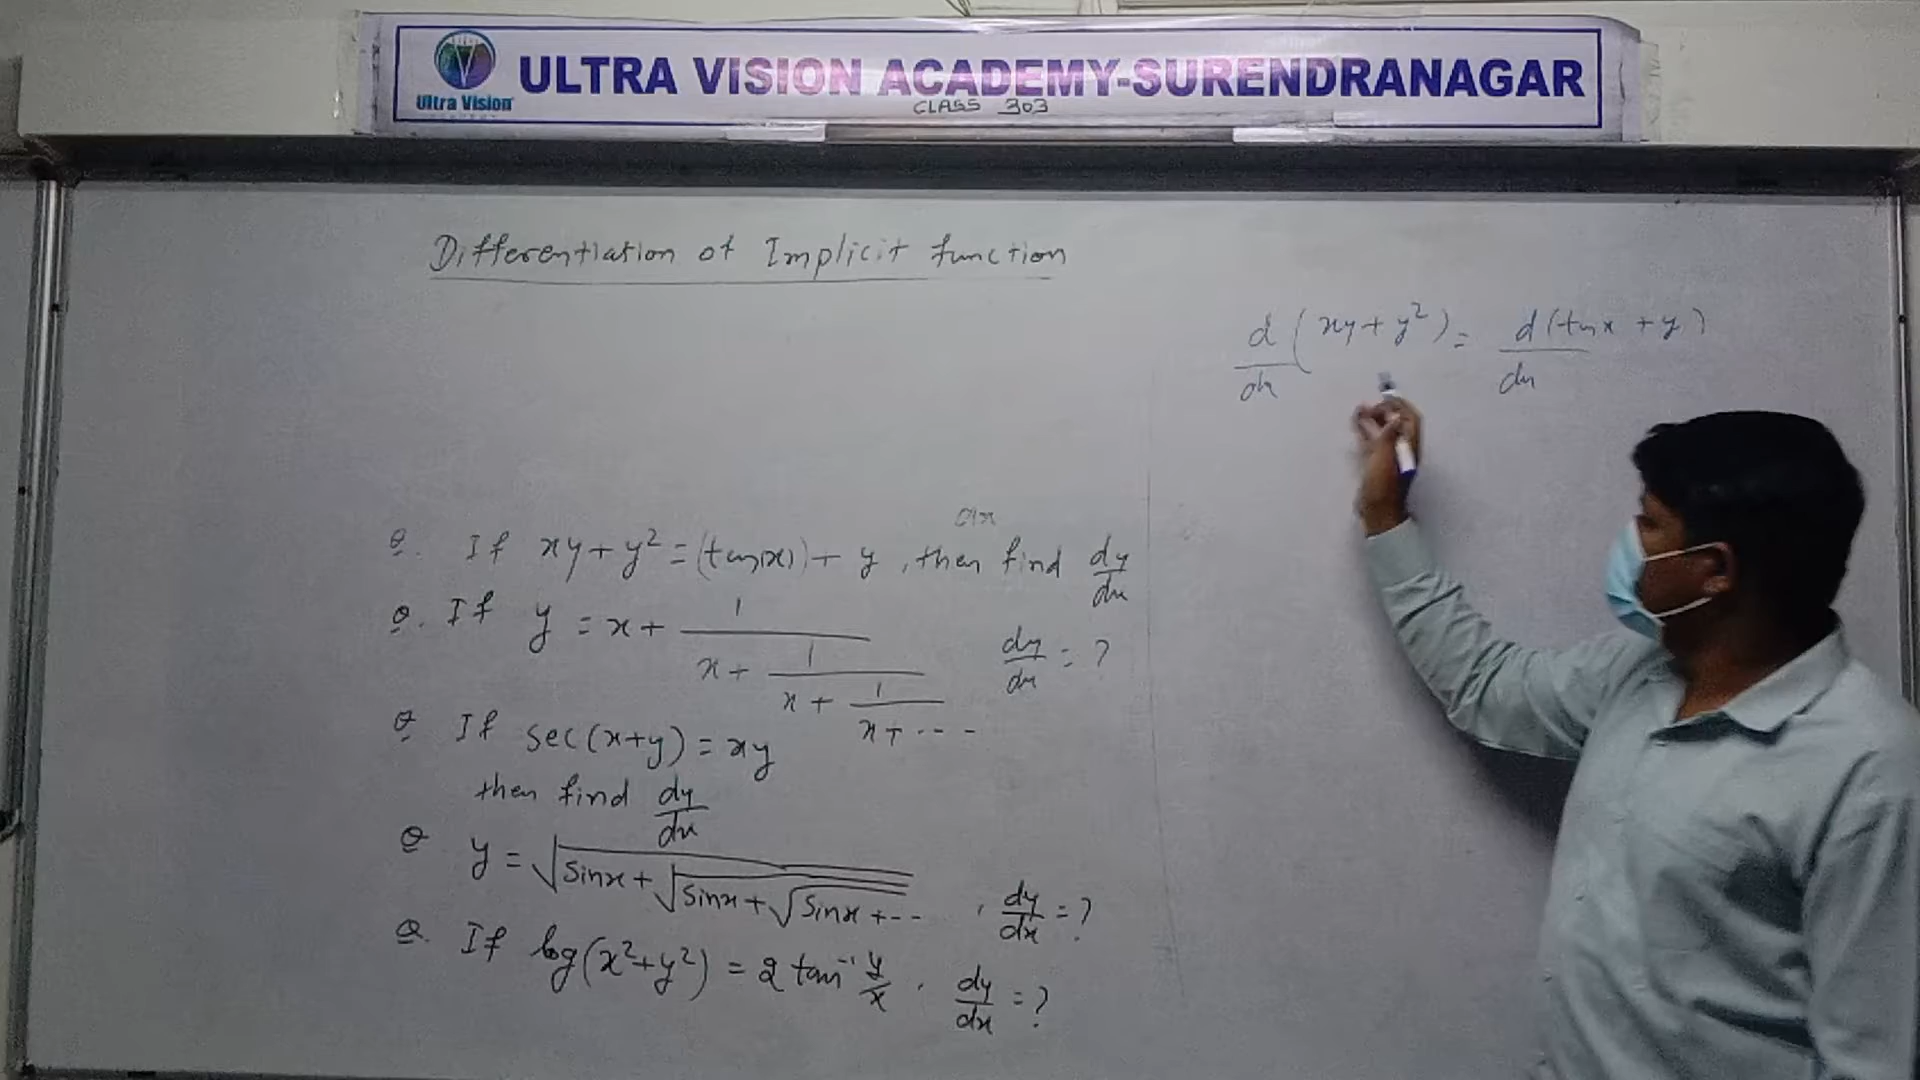 Ultra Vision
ULTRA VISION ACADEMY-SURENDRANAGAR
CLASS 303
Differentiation of Implicit function
Q. If xy + y² = (tan(x)) + y , then find dy/dx
Q. If y = x + 1/(x + 1/(x + 1/(x + ---  dy/dx = ?
Q If sec(x+y) = xy
then find dy/dx
Q y = √(sinx + √(sinx + √(sinx + --- , dy/dx = ?
Q. If log(x²+y²) = 2 tan⁻¹ y/x , dy/dx = ?
d/dx (xy + y²) = d/dx (tanx + y)